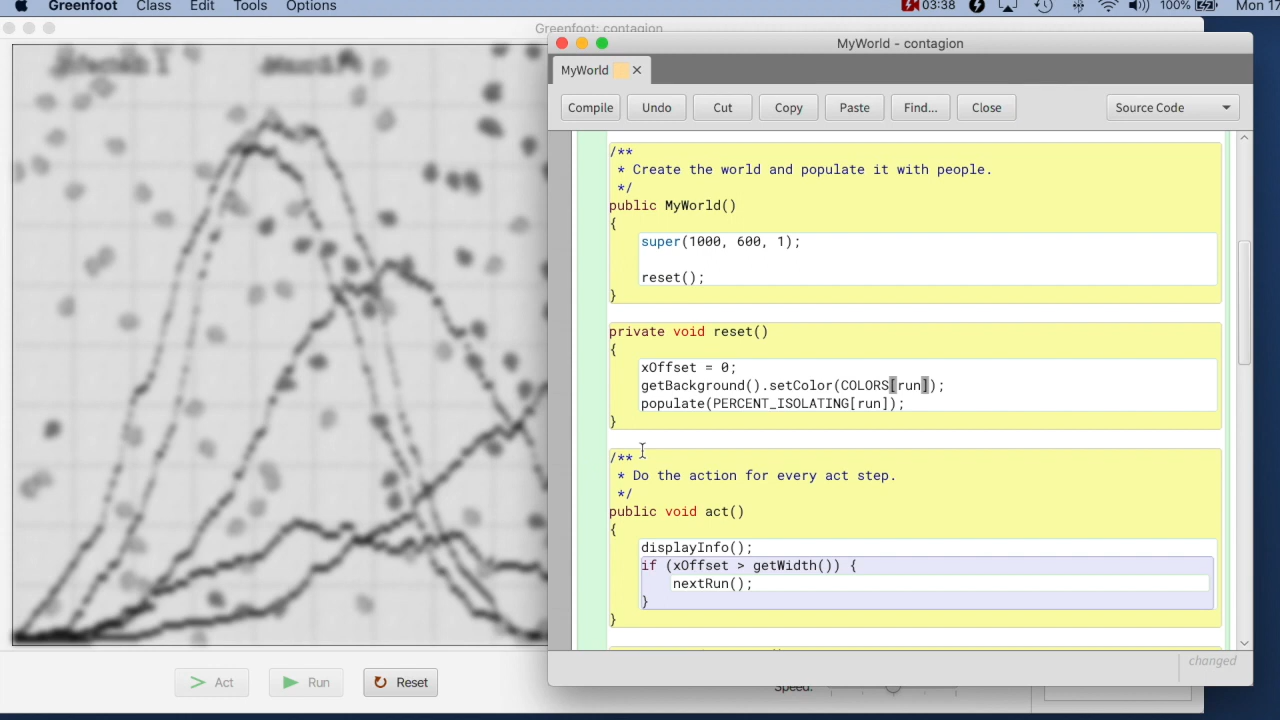 Greenfoot Class Edit Tools Options 03:38 100% Mon 17
Greenfoot: contagion
MyWorld - contagion
MyWorld
Compile Undo Cut Copy Paste Find... Close Source Code
/**
* Create the world and populate it with people.
*/
public MyWorld()
{
super(1000, 600, 1);
reset();
}
private void reset()
{
xOffset = 0;
getBackground().setColor(COLORS[run]);
populate(PERCENT_ISOLATING[run]);
}
/**
* Do the action for every act step.
*/
public void act()
{
displayInfo();
if (xOffset > getWidth()) {
nextRun();
}
}
changed
Act Run Reset Speed: